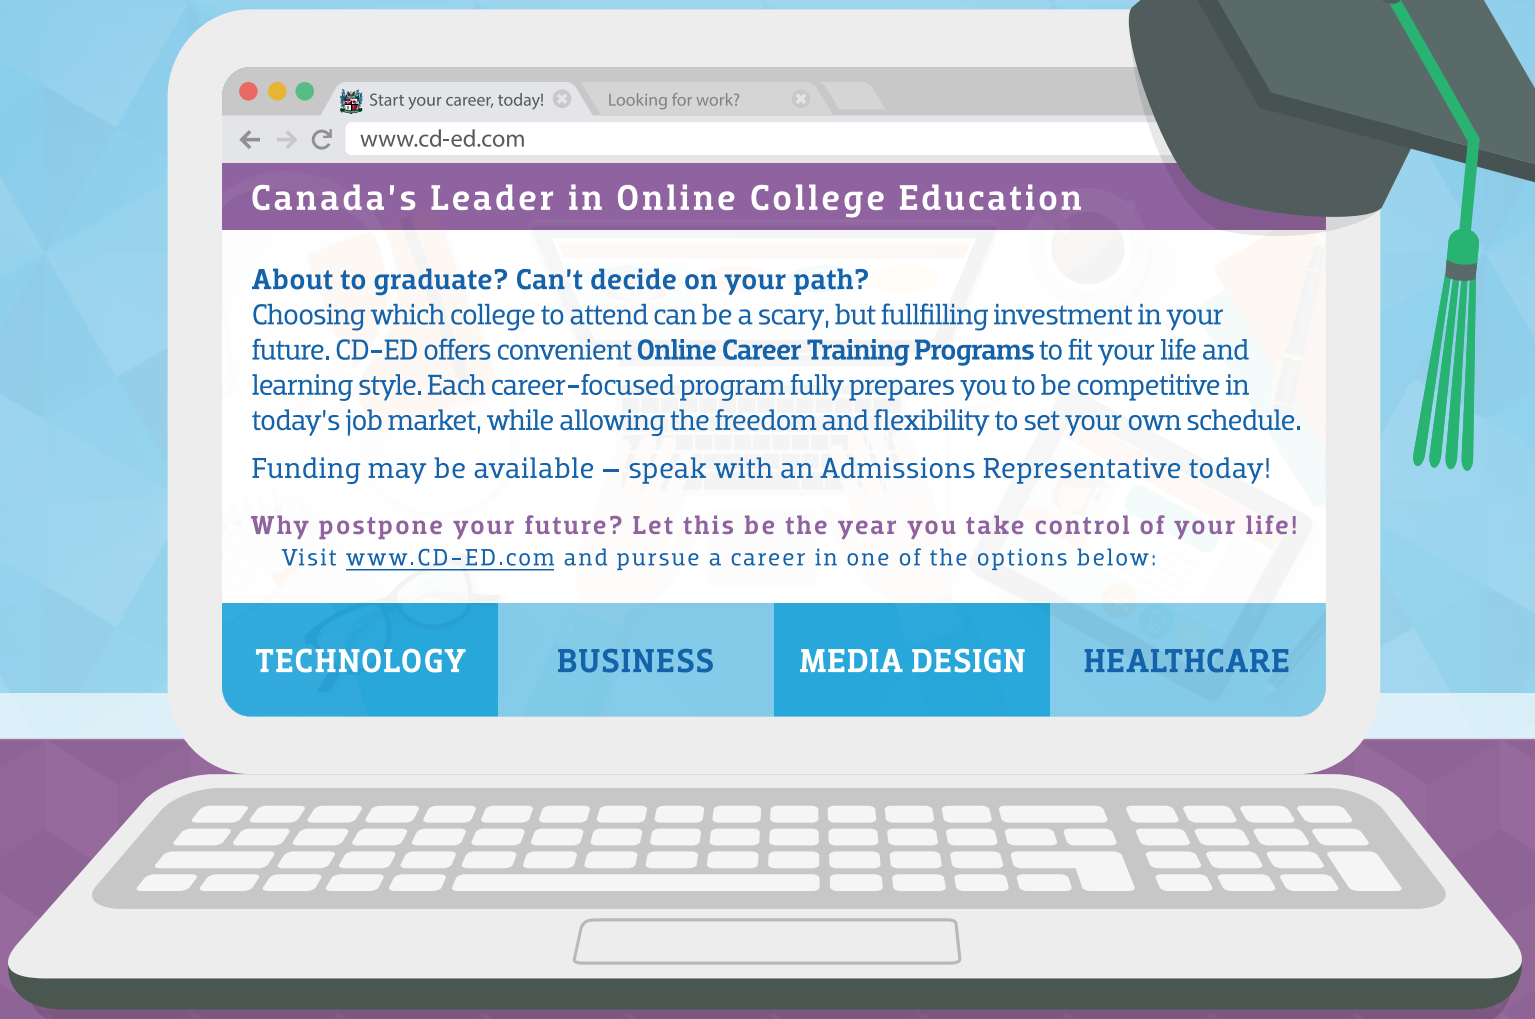 Start your career, today!
Looking for work?
www.cd-ed.com
Canada's Leader in Online College Education
About to graduate? Can't decide on your path?
Choosing which college to attend can be a scary, but fullfilling investment in your
future. CD-ED offers convenient Online Career Training Programs to fit your life and
learning style. Each career-focused program fully prepares you to be competitive in
today's job market, while allowing the freedom and flexibility to set your own schedule.
Funding may be available – speak with an Admissions Representative today!
Why postpone your future? Let this be the year you take control of your life!
Visit www.CD-ED.com and pursue a career in one of the options below:
TECHNOLOGY
BUSINESS
MEDIA DESIGN
HEALTHCARE